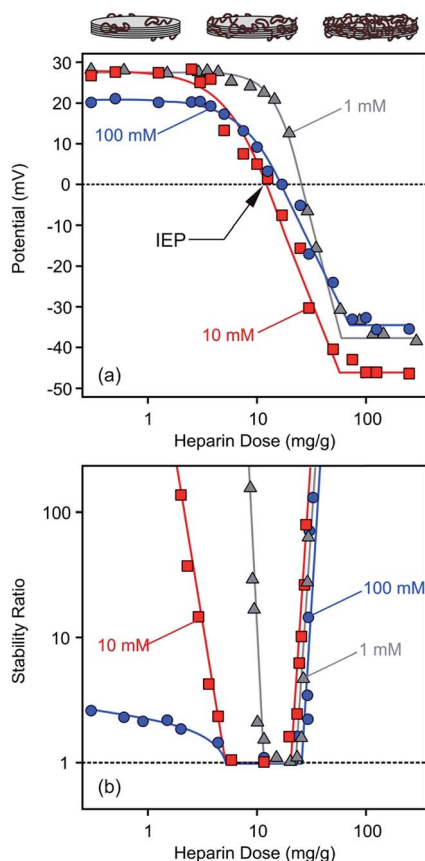 30
20
10
0
-10
-20
-30
-40
-50
Potential (mV)
100 mM
1 mM
IEP
10 mM
(a)
1
10
100
Heparin Dose (mg/g)
100
10
1
Stability Ratio
10 mM
100 mM
1 mM
(b)
1
10
100
Heparin Dose (mg/g)